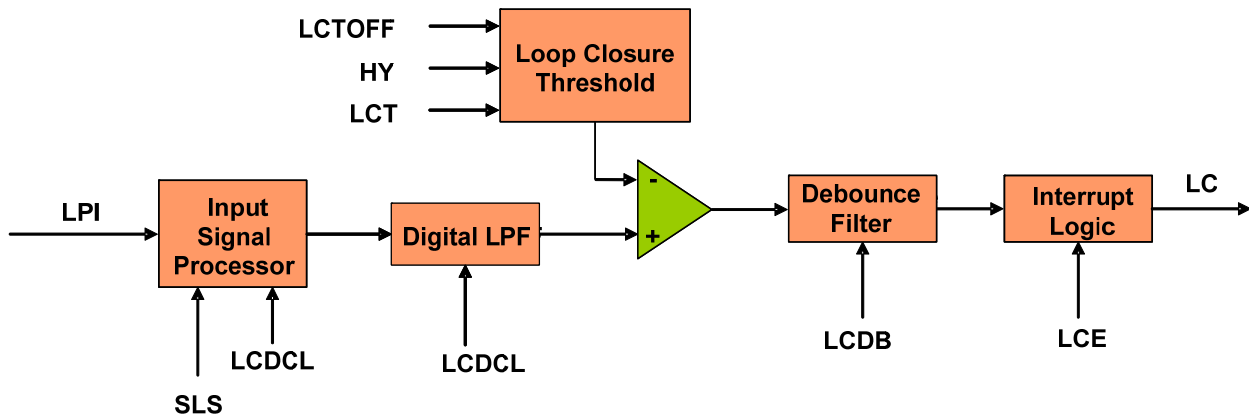 LCTOFF
HY
LCT
Loop Closure
Threshold
LPI
Input
Signal
Processor
Digital LPF
-
+
Debounce
Filter
Interrupt
Logic
LC
SLS
LCDCL
LCDCL
LCDB
LCE